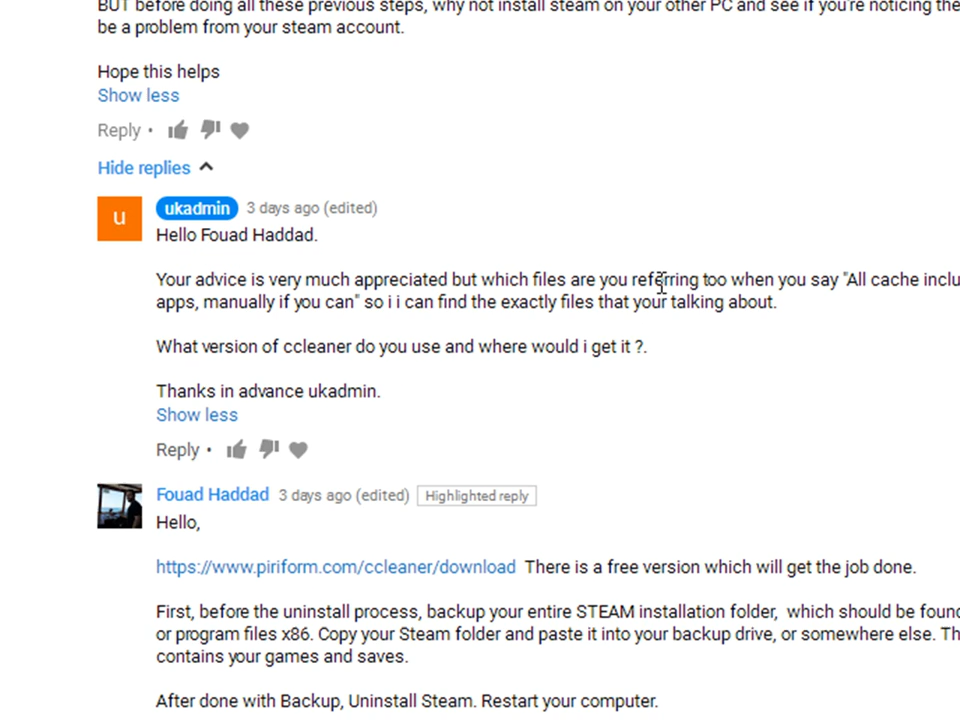 BUT before doing all these previous steps, why not install steam on your other PC and see if you're noticing the
be a problem from your steam account.
Hope this helps
Show less
Reply •
Hide replies
u
ukadmin 3 days ago (edited)
Hello Fouad Haddad.
Your advice is very much appreciated but which files are you referring too when you say "All cache inclu
apps, manually if you can" so i i can find the exactly files that your talking about.
What version of ccleaner do you use and where would i get it ?.
Thanks in advance ukadmin.
Show less
Reply •
Fouad Haddad 3 days ago (edited) Highlighted reply
Hello,
https://www.piriform.com/ccleaner/download There is a free version which will get the job done.
First, before the uninstall process, backup your entire STEAM installation folder, which should be foun
or program files x86. Copy your Steam folder and paste it into your backup drive, or somewhere else. Th
contains your games and saves.
After done with Backup, Uninstall Steam. Restart your computer.